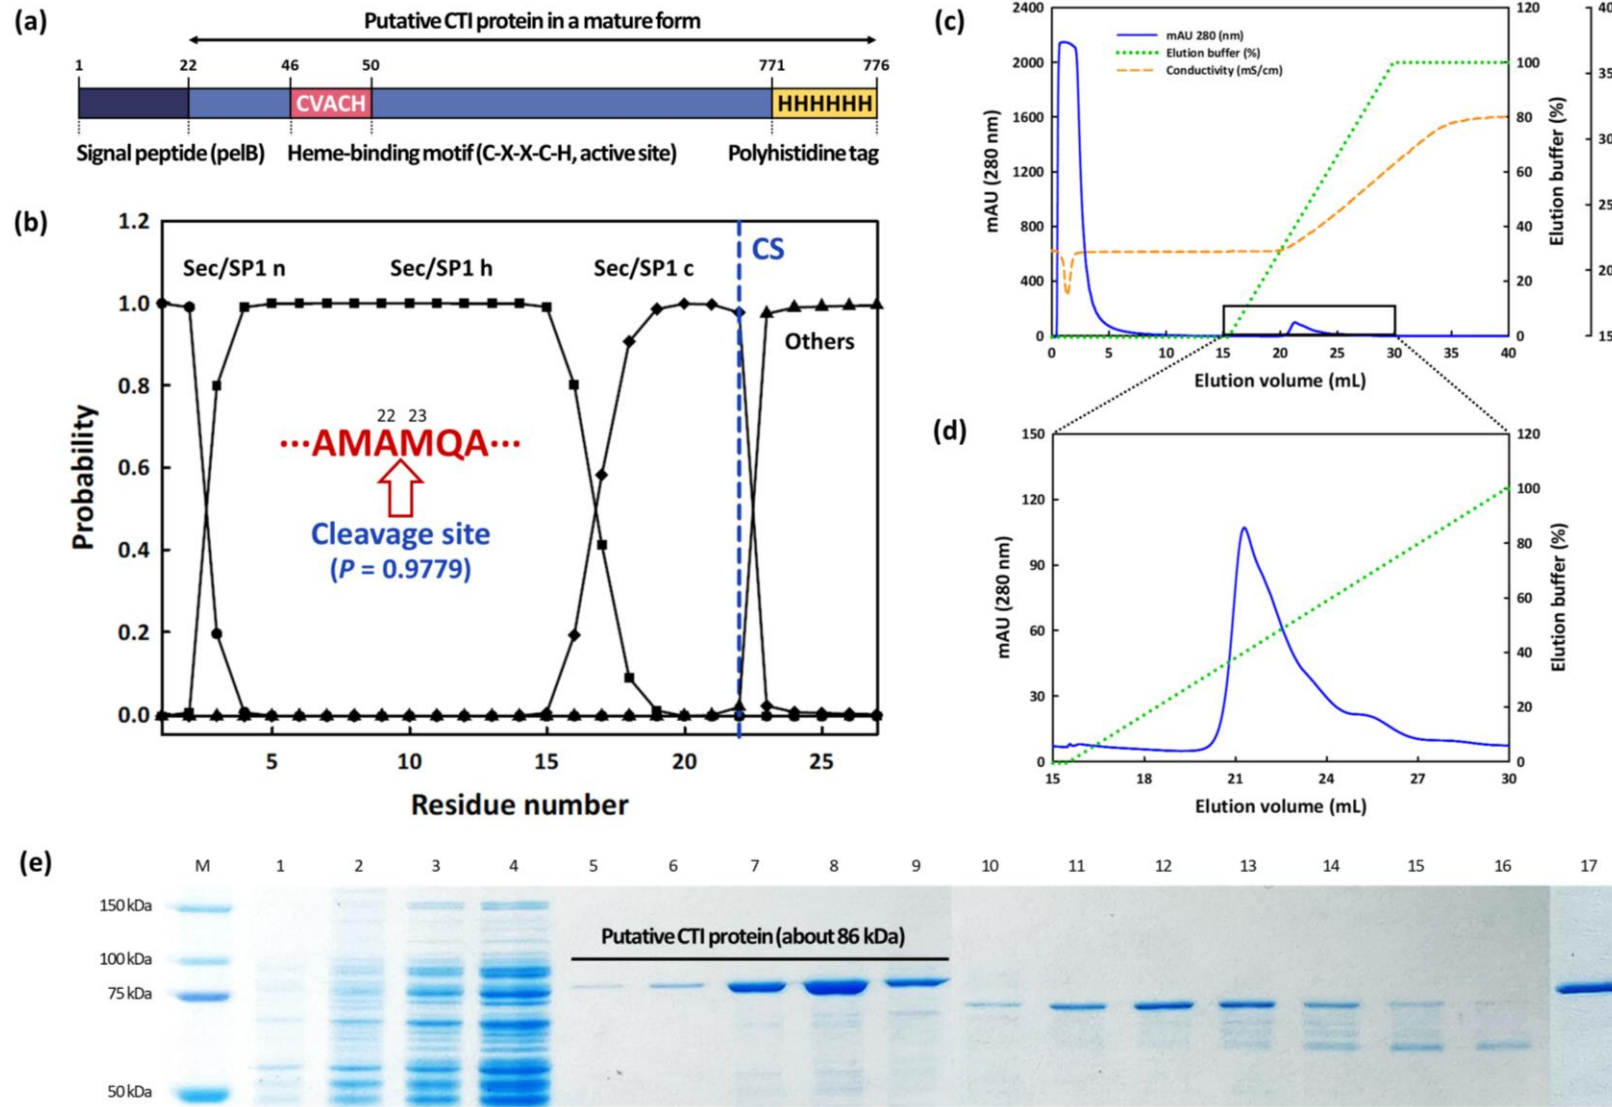 (a)
Putative CTI protein in a mature form
1 22 46 50 771 776
CVACH HHHHHH
Signal peptide (pelB) Heme-binding motif (C-X-X-C-H, active site) Polyhistidine tag
(b)
1.2
1.0
0.8
0.6
0.4
0.2
0.0
Probability
Sec/SP1 n Sec/SP1 h Sec/SP1 c
CS
Others
22 23
···AMAMQA···
Cleavage site
(P = 0.9779)
5 10 15 20 25
Residue number
(c)
2400
2000
1600
1200
800
400
0
mAU (280 nm)
mAU 280 (nm)
Elution buffer (%)
Conductivity (mS/cm)
120
100
80
60
40
20
0
Elution buffer (%)
40
35
30
25
20
15
0 5 10 15 20 25 30 35 40
Elution volume (mL)
(d)
150
120
90
60
30
0
mAU (280 nm)
120
100
80
60
40
20
0
Elution buffer (%)
15 18 21 24 27 30
Elution volume (mL)
(e)
M 1 2 3 4 5 6 7 8 9 10 11 12 13 14 15 16 17
150 kDa
100 kDa
75 kDa
50 kDa
Putative CTI protein (about 86 kDa)